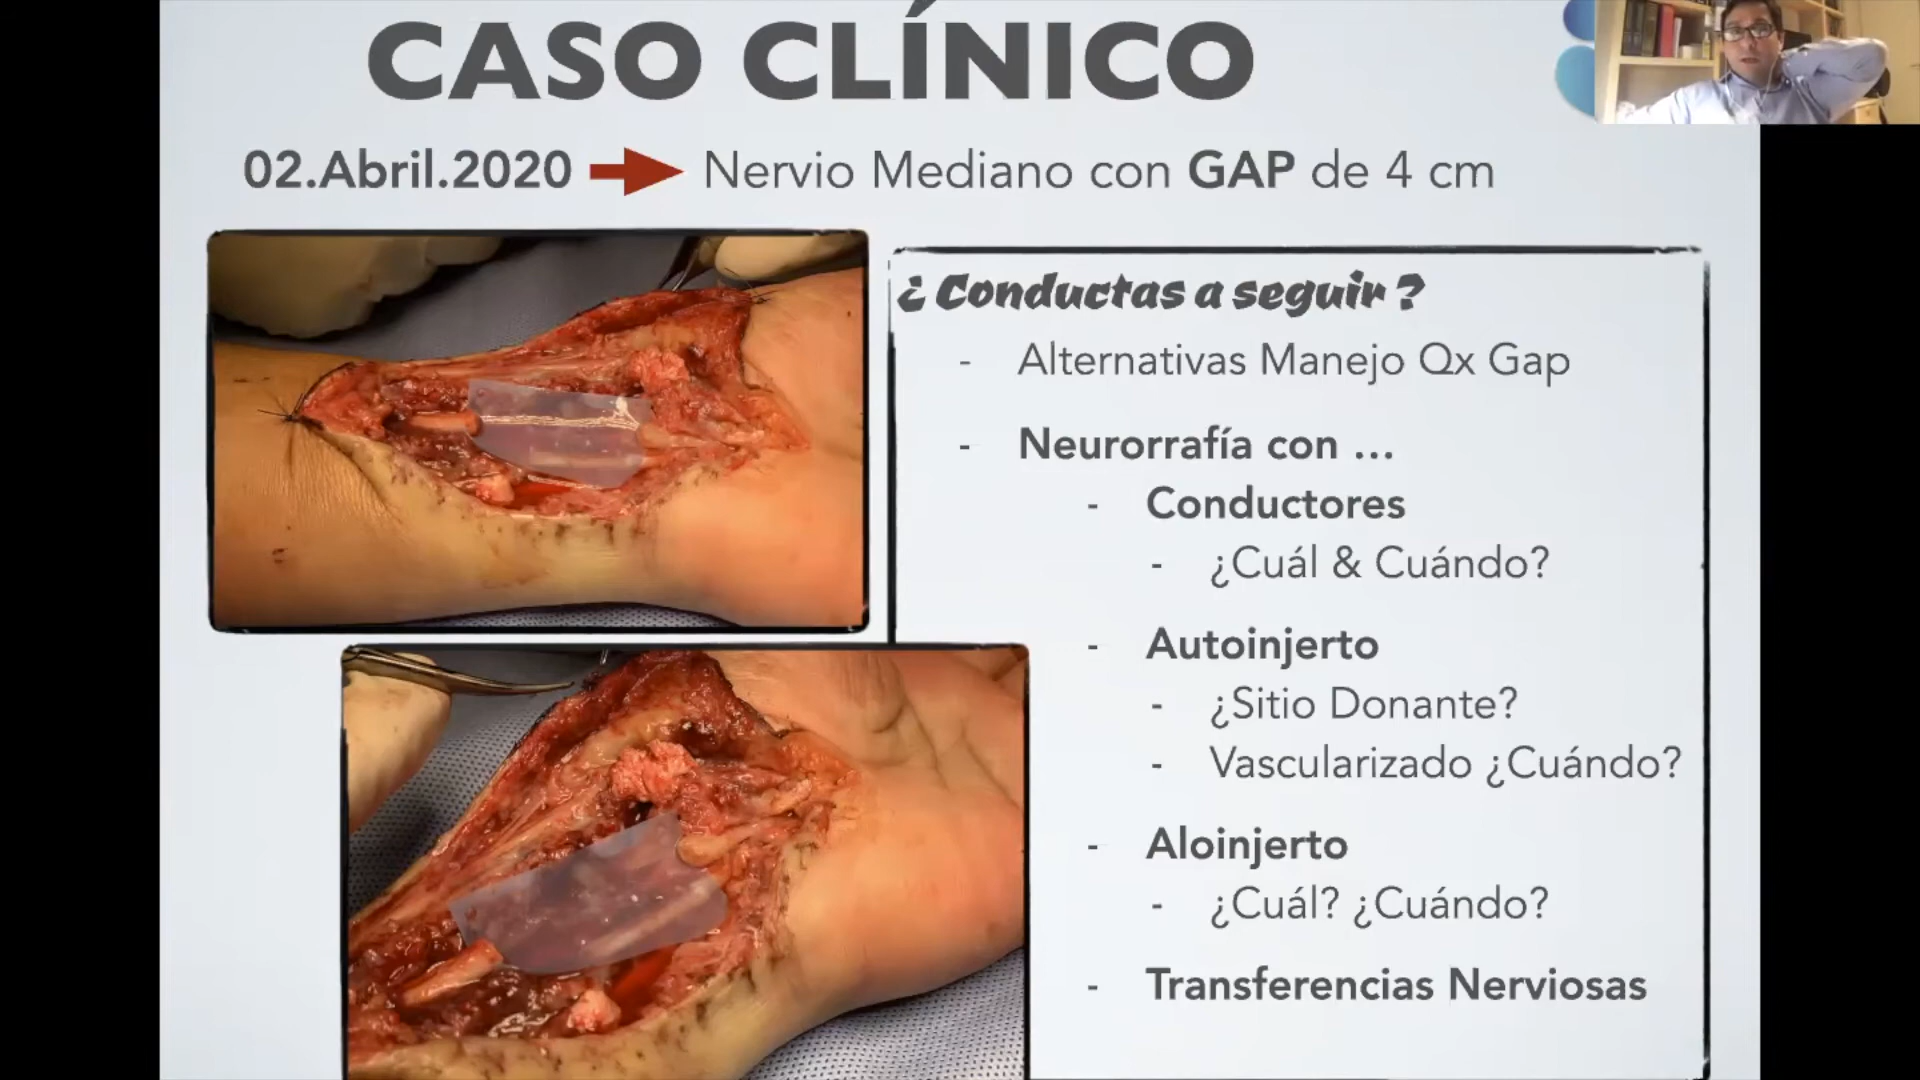 CASO CLÍNICO
02.Abril.2020 Nervio Mediano con GAP de 4 cm
¿Conductas a seguir?
- Alternativas Manejo Qx Gap
- Neurorrafía con ...
- Conductores
- ¿Cuál & Cuándo?
- Autoinjerto
- ¿Sitio Donante?
- Vascularizado ¿Cuándo?
- Aloinjerto
- ¿Cuál? ¿Cuándo?
- Transferencias Nerviosas